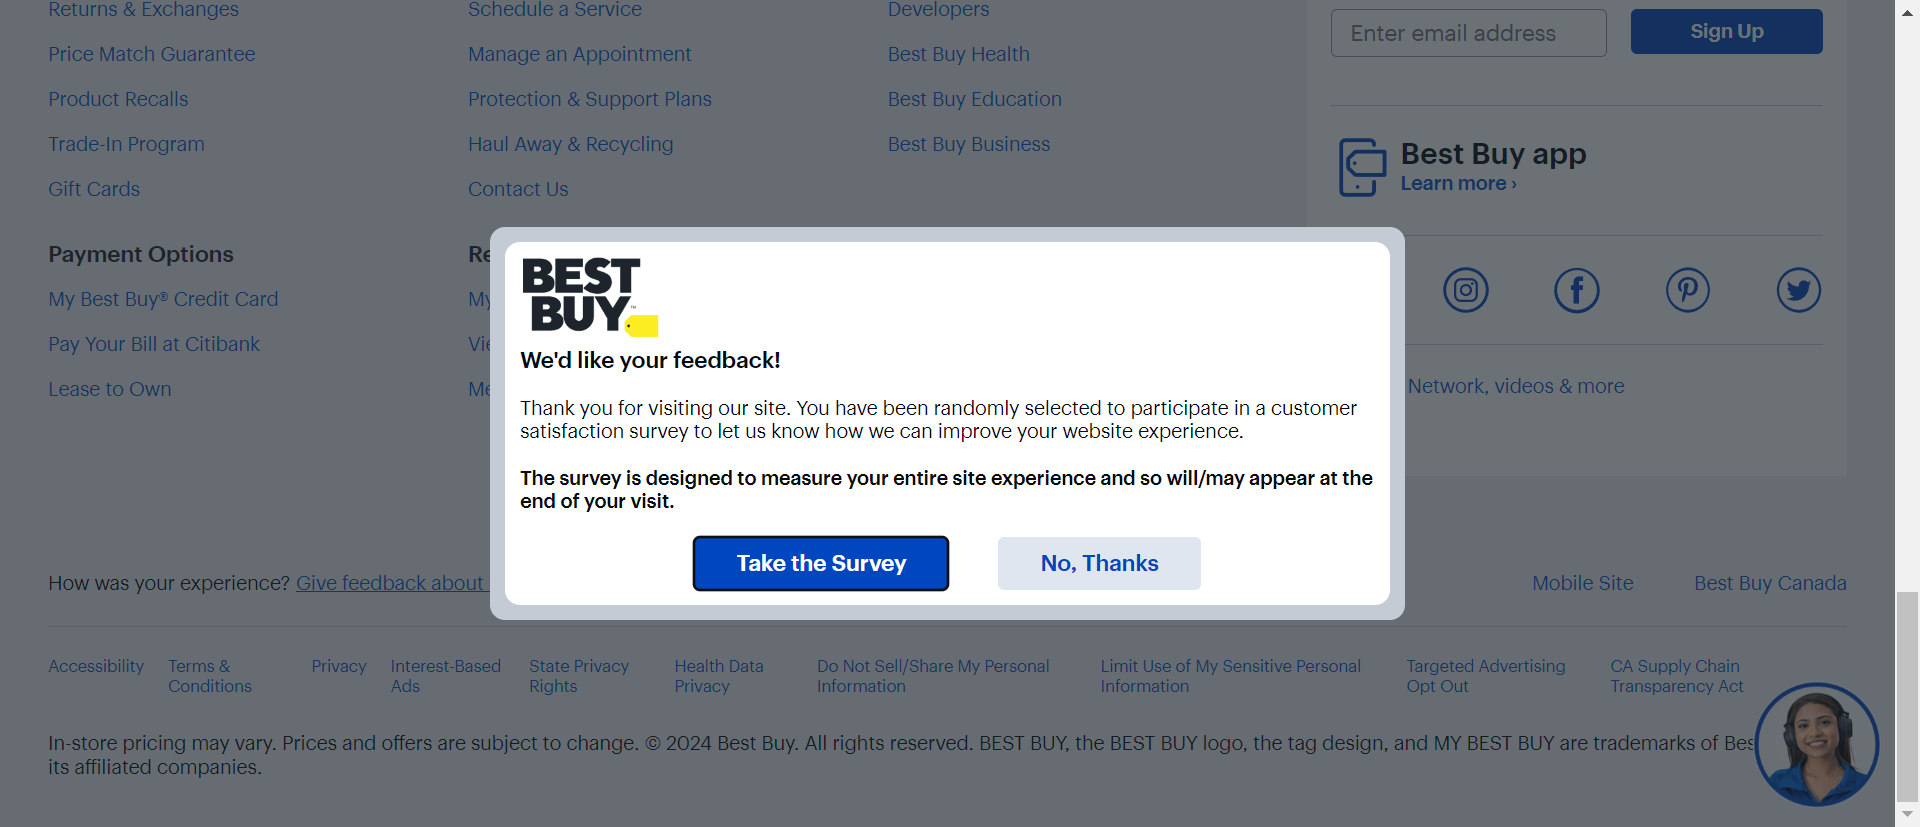 Returns & Exchanges
Schedule a Service
Developers
Enter email address
Sign Up
Price Match Guarantee
Manage an Appointment
Best Buy Health
Product Recalls
Protection & Support Plans
Best Buy Education
Trade-In Program
Haul Away & Recycling
Best Buy Business
Best Buy app
Learn more ›
Gift Cards
Contact Us
Payment Options
Re
My Best Buy® Credit Card
My
Pay Your Bill at Citibank
Vie
Lease to Own
Me
Network, videos & more
BEST
BUY™
We'd like your feedback!
Thank you for visiting our site. You have been randomly selected to participate in a customer
satisfaction survey to let us know how we can improve your website experience.
The survey is designed to measure your entire site experience and so will/may appear at the
end of your visit.
Take the Survey
No, Thanks
How was your experience? Give feedback about
Mobile Site
Best Buy Canada
Accessibility
Terms &
Conditions
Privacy
Interest-Based
Ads
State Privacy
Rights
Health Data
Privacy
Do Not Sell/Share My Personal
Information
Limit Use of My Sensitive Personal
Information
Targeted Advertising
Opt Out
CA Supply Chain
Transparency Act
In-store pricing may vary. Prices and offers are subject to change. © 2024 Best Buy. All rights reserved. BEST BUY, the BEST BUY logo, the tag design, and MY BEST BUY are trademarks of Bes
its affiliated companies.